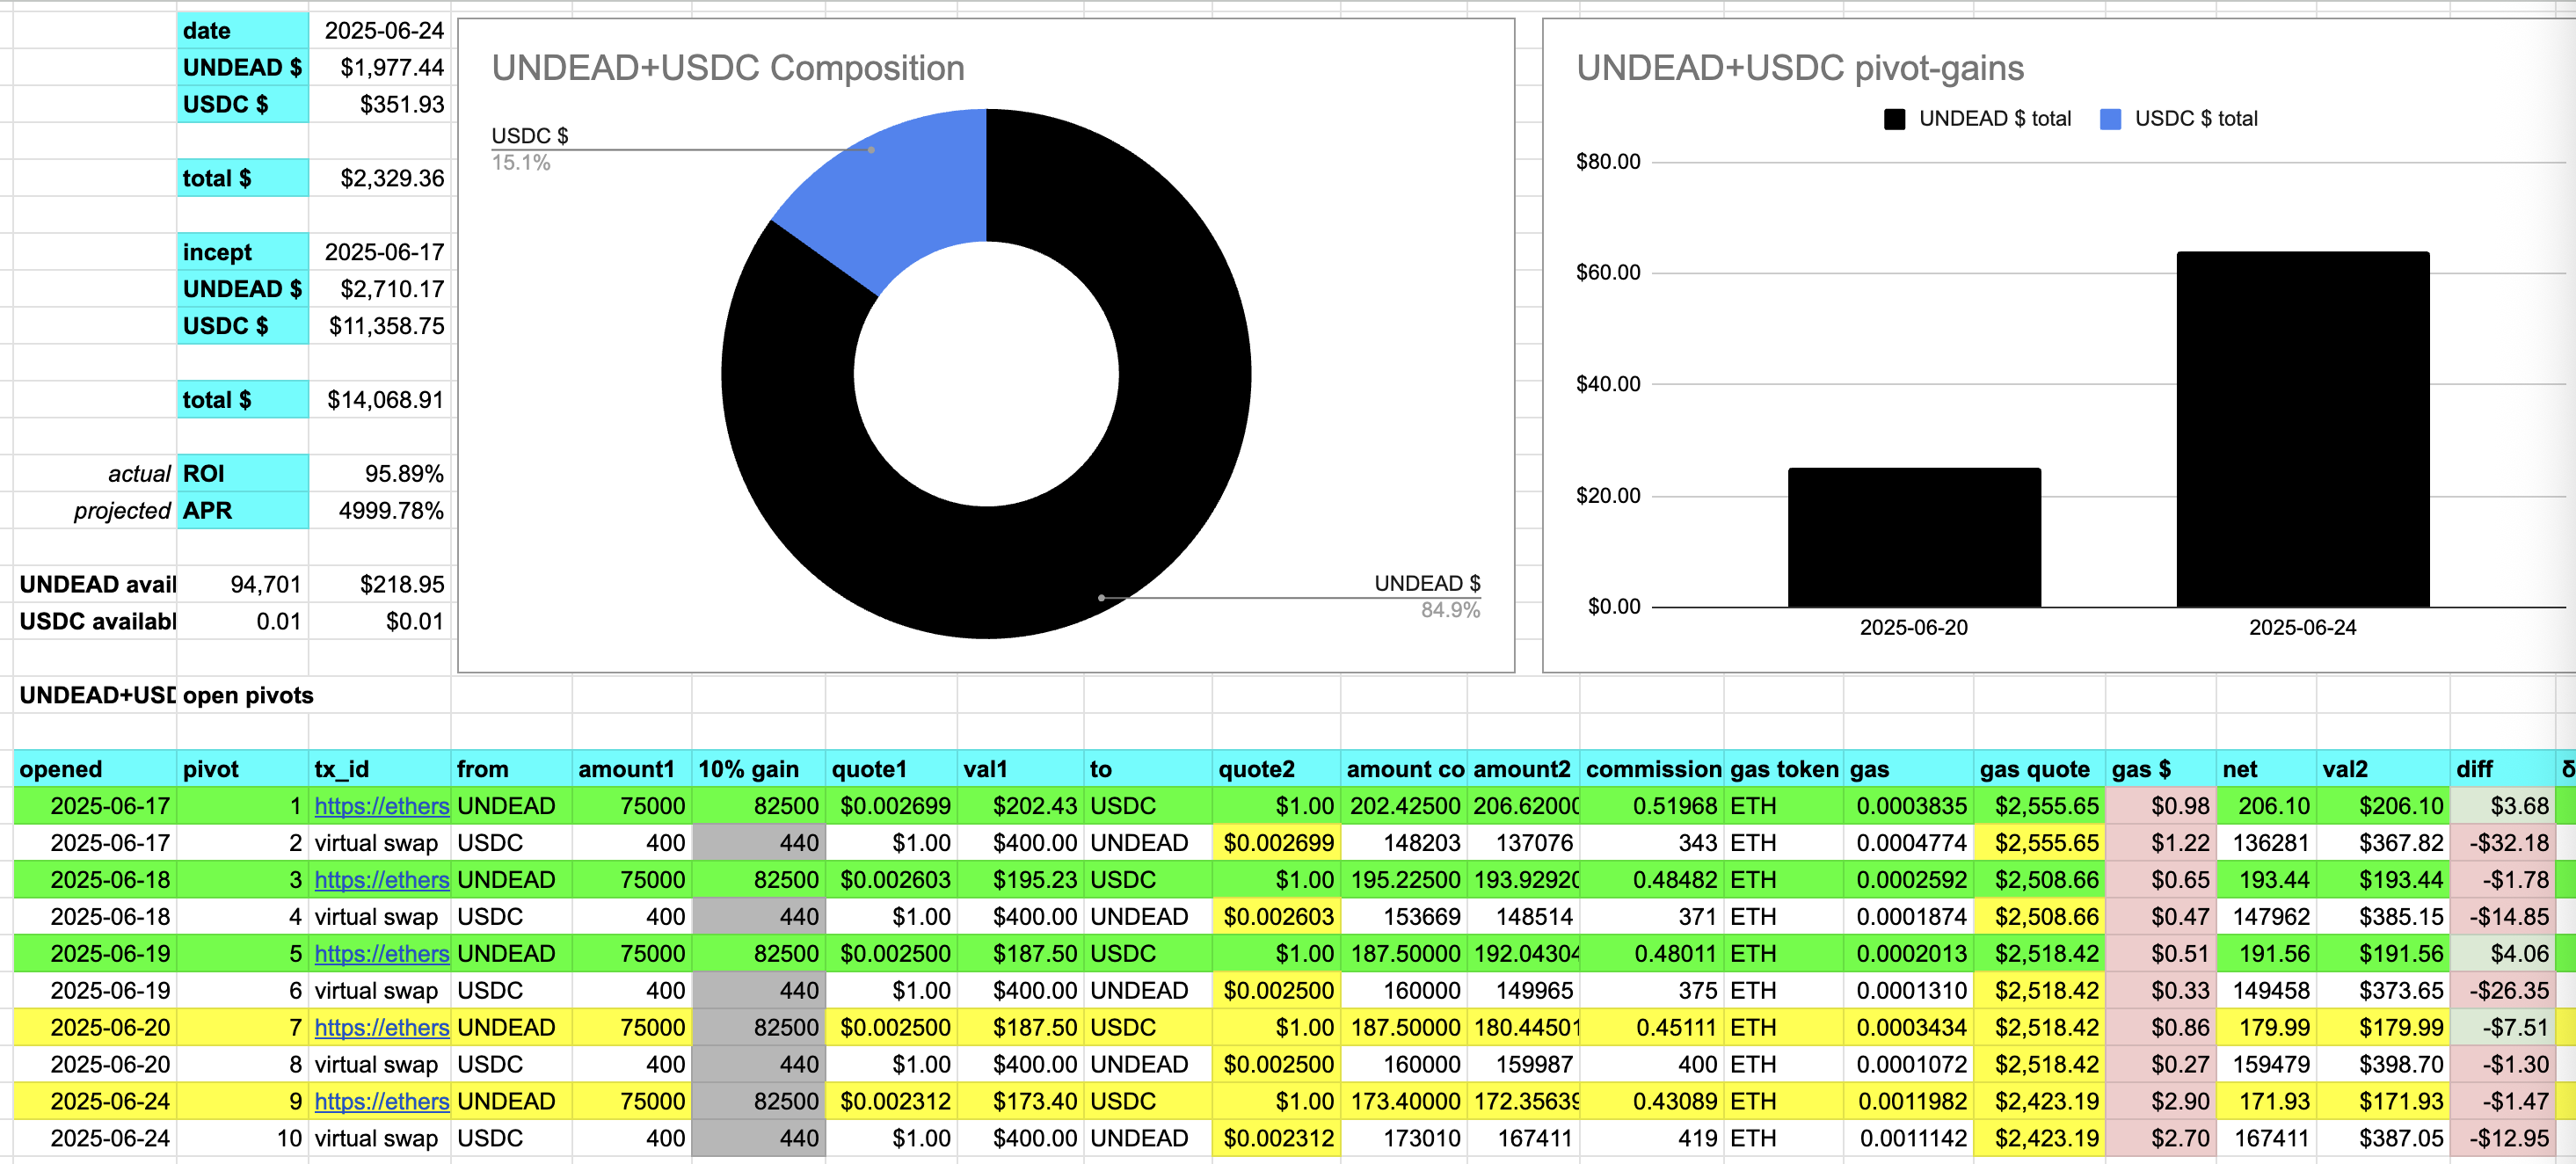 date 2025-06-24
UNDEAD $ $1,977.44
USDC $ $351.93
total $ $2,329.36
incept 2025-06-17
UNDEAD $ $2,710.17
USDC $ $11,358.75
total $ $14,068.91
actual ROI 95.89%
projected APR 4999.78%
UNDEAD avail 94,701 $218.95
USDC availabl 0.01 $0.01
UNDEAD+USDC Composition
USDC $
15.1%
UNDEAD $
84.9%
UNDEAD+USDC pivot-gains
UNDEAD $ total USDC $ total
$80.00
$60.00
$40.00
$20.00
$0.00
2025-06-20 2025-06-24
UNDEAD+USD open pivots
opened pivot tx_id from amount1 10% gain quote1 val1 to quote2 amount co amount2 commission gas token gas gas quote gas $ net val2 diff δ
2025-06-17 1 https://ethers UNDEAD 75000 82500 $0.002699 $202.43 USDC $1.00 202.42500 206.62000 0.51968 ETH 0.0003835 $2,555.65 $0.98 206.10 $206.10 $3.68
2025-06-17 2 virtual swap USDC 400 440 $1.00 $400.00 UNDEAD $0.002699 148203 137076 343 ETH 0.0004774 $2,555.65 $1.22 136281 $367.82 -$32.18
2025-06-18 3 https://ethers UNDEAD 75000 82500 $0.002603 $195.23 USDC $1.00 195.22500 193.92920 0.48482 ETH 0.0002592 $2,508.66 $0.65 193.44 $193.44 -$1.78
2025-06-18 4 virtual swap USDC 400 440 $1.00 $400.00 UNDEAD $0.002603 153669 148514 371 ETH 0.0001874 $2,508.66 $0.47 147962 $385.15 -$14.85
2025-06-19 5 https://ethers UNDEAD 75000 82500 $0.002500 $187.50 USDC $1.00 187.50000 192.04304 0.48011 ETH 0.0002013 $2,518.42 $0.51 191.56 $191.56 $4.06
2025-06-19 6 virtual swap USDC 400 440 $1.00 $400.00 UNDEAD $0.002500 160000 149965 375 ETH 0.0001310 $2,518.42 $0.33 149458 $373.65 -$26.35
2025-06-20 7 https://ethers UNDEAD 75000 82500 $0.002500 $187.50 USDC $1.00 187.50000 180.44501 0.45111 ETH 0.0003434 $2,518.42 $0.86 179.99 $179.99 -$7.51
2025-06-20 8 virtual swap USDC 400 440 $1.00 $400.00 UNDEAD $0.002500 160000 159987 400 ETH 0.0001072 $2,518.42 $0.27 159479 $398.70 -$1.30
2025-06-24 9 https://ethers UNDEAD 75000 82500 $0.002312 $173.40 USDC $1.00 173.40000 172.35639 0.43089 ETH 0.0011982 $2,423.19 $2.90 171.93 $171.93 -$1.47
2025-06-24 10 virtual swap USDC 400 440 $1.00 $400.00 UNDEAD $0.002312 173010 167411 419 ETH 0.0011142 $2,423.19 $2.70 167411 $387.05 -$12.95